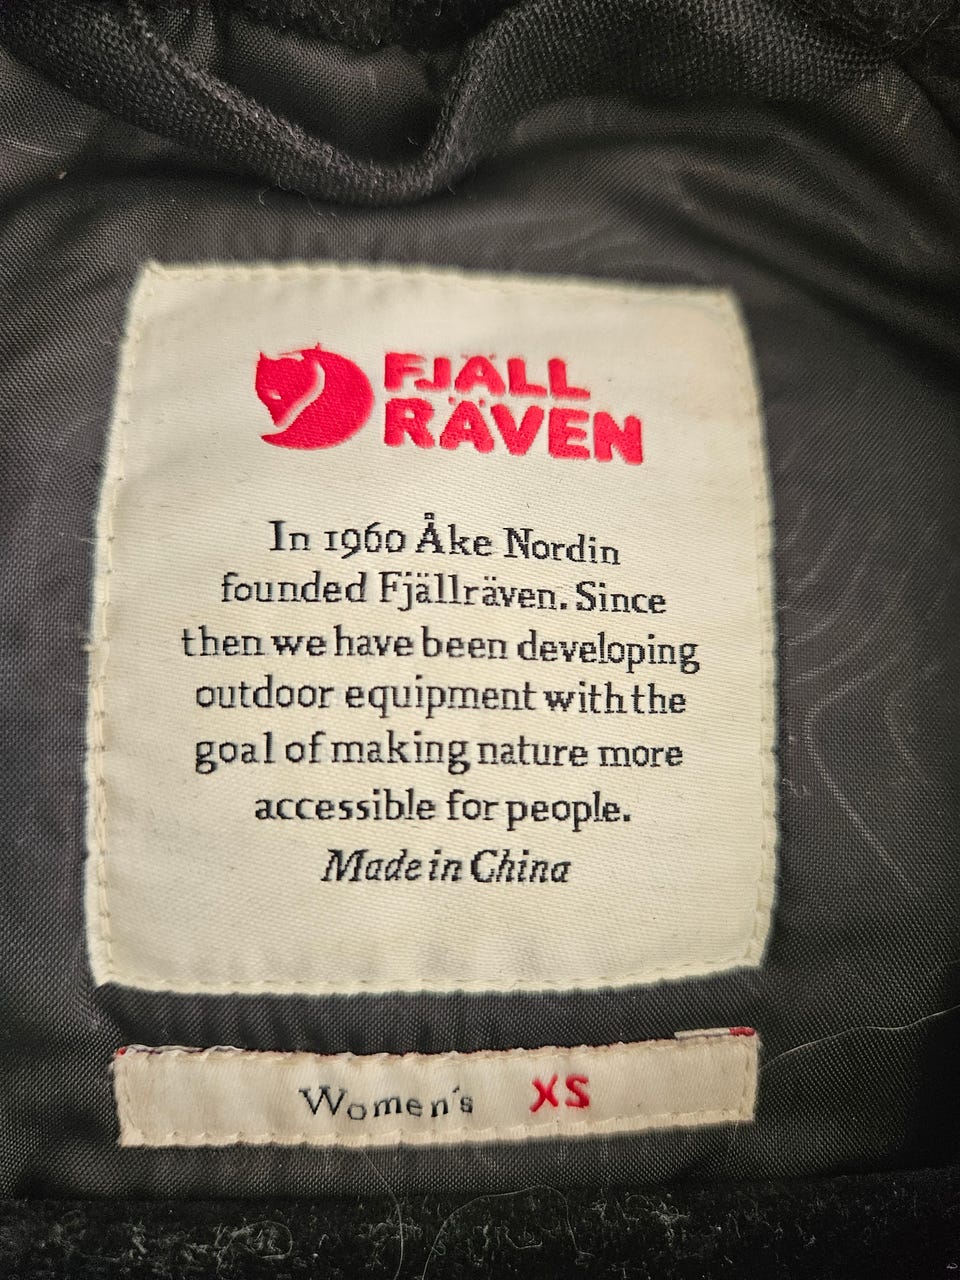 FJÄLL
RÄVEN
In 1960 Åke Nordin
founded Fjällräven. Since
then we have been developing
outdoor equipment with the
goal of making nature more
accessible for people.
Made in China
Women's XS